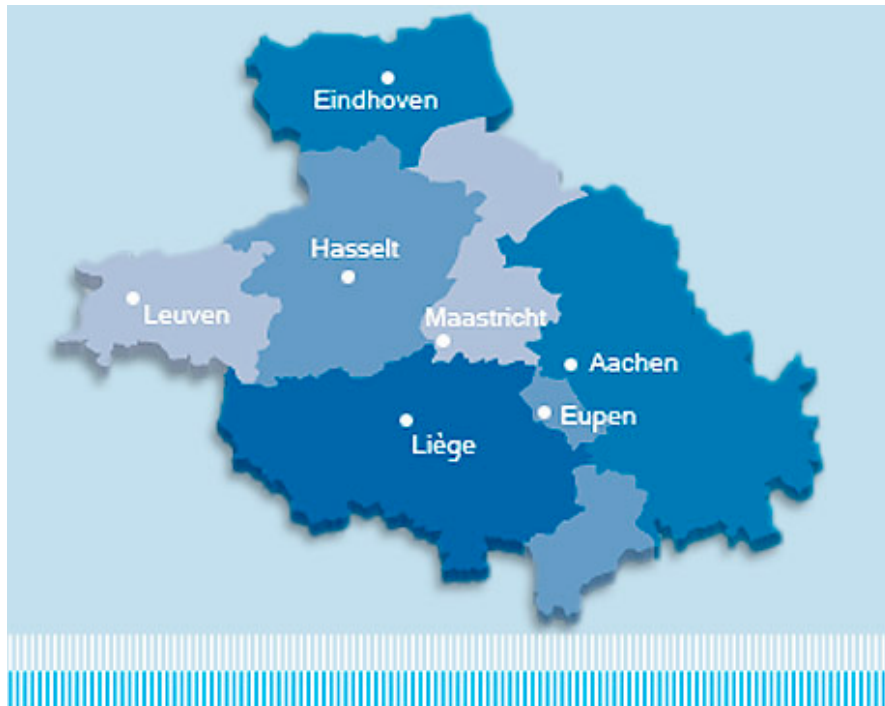 Eindhoven
Hasselt
Leuven
Maastricht
Aachen
Eupen
Liège